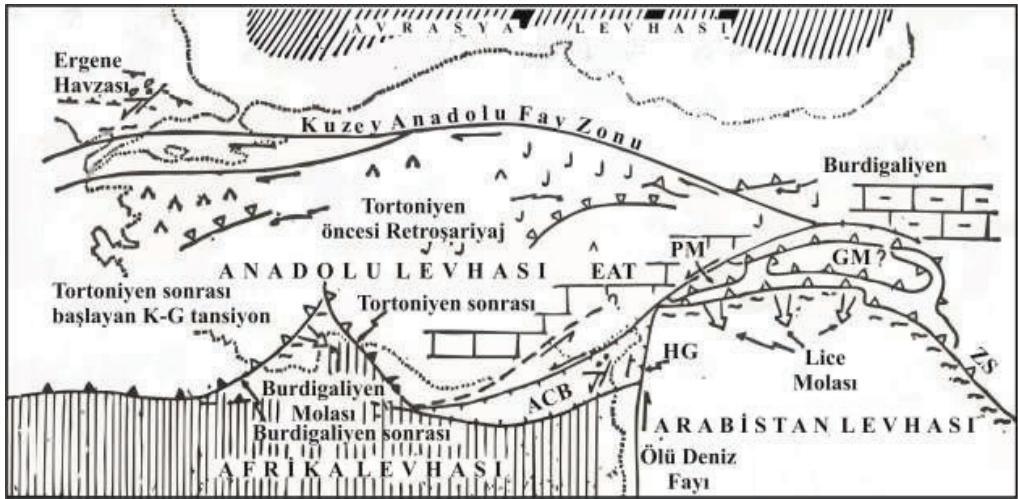 AVRASYA LEVHASI
Ergene
Havzası
Kuzey Anadolu Fay Zonu
Burdigaliyen
Tortoniyen
öncesi Retroşariyaj
PM
GM ?
ANADOLU LEVHASI
EAT
Tortoniyen sonrası
başlayan K-G tansiyon
Tortoniyen sonrası
HG
Lice
Molası
ZS
ACB
Burdigaliyen
Molası
Burdigaliyen sonrası
ARABİSTAN LEVHASI
AFRİKA LEVHASI
Ölü Deniz
Fayı